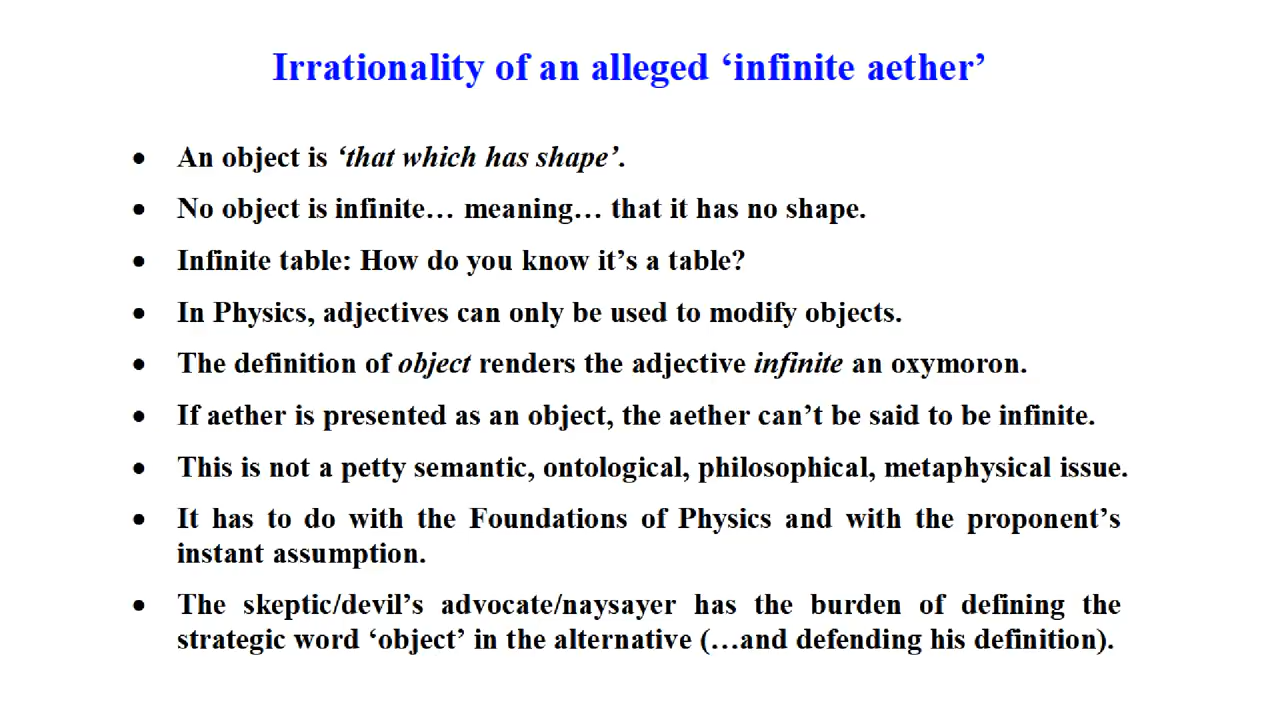 Irrationality of an alleged ‘infinite aether’
• An object is ‘that which has shape’.
• No object is infinite… meaning… that it has no shape.
• Infinite table: How do you know it’s a table?
• In Physics, adjectives can only be used to modify objects.
• The definition of object renders the adjective infinite an oxymoron.
• If aether is presented as an object, the aether can’t be said to be infinite.
• This is not a petty semantic, ontological, philosophical, metaphysical issue.
• It has to do with the Foundations of Physics and with the proponent’s
instant assumption.
• The skeptic/devil’s advocate/naysayer has the burden of defining the
strategic word ‘object’ in the alternative (…and defending his definition).